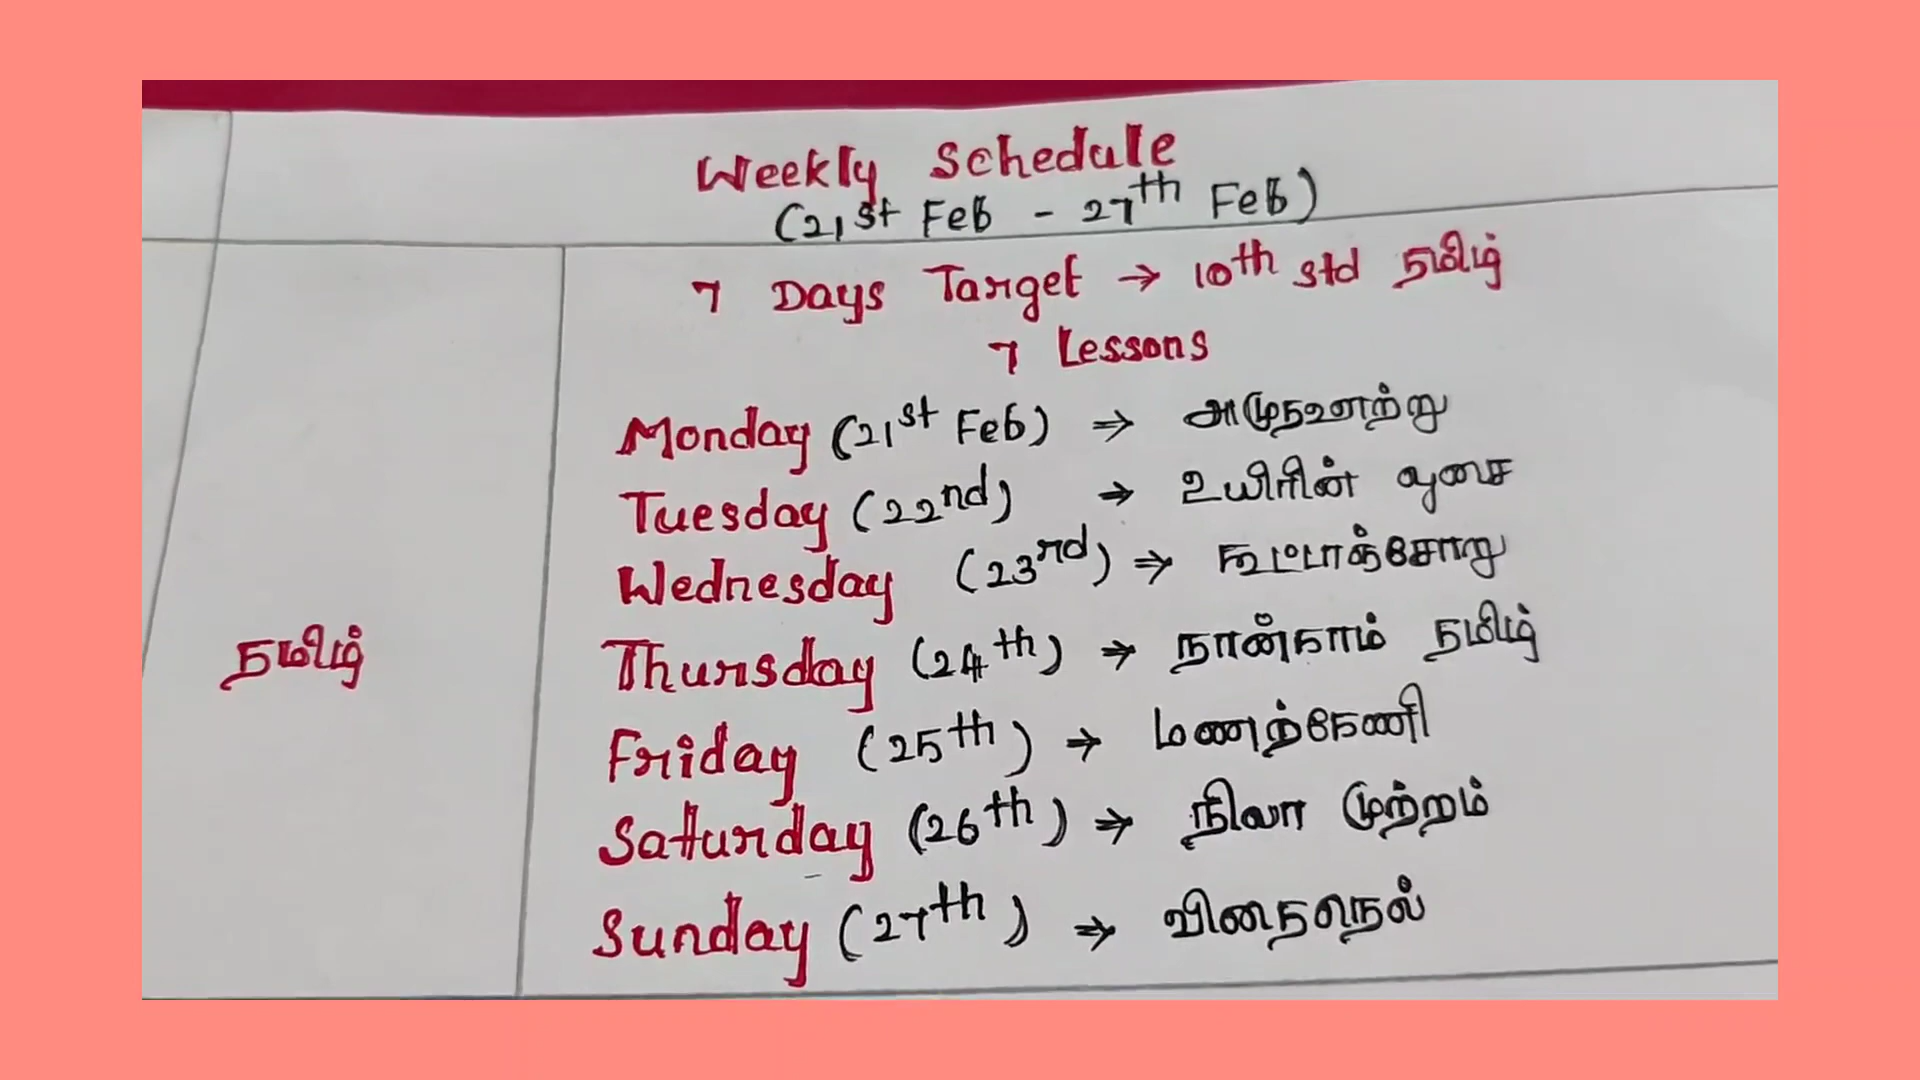 Weekly Schedule
(21st Feb - 27th Feb)
7 Days Target → 10th std தமிழ்
7 Lessons
தமிழ்
Monday (21st Feb) ⇒ அமுதஊற்று
Tuesday (22nd) ⇒ உயிரின் ஓசை
Wednesday (23rd) ⇒ கூட்டாஞ்சோறு
Thursday (24th) ⇒ நான்காம் தமிழ்
Friday (25th) ⇒ மணற்கேணி
Saturday (26th) ⇒ நிலா முற்றம்
Sunday (27th) ⇒ விதைநெல்